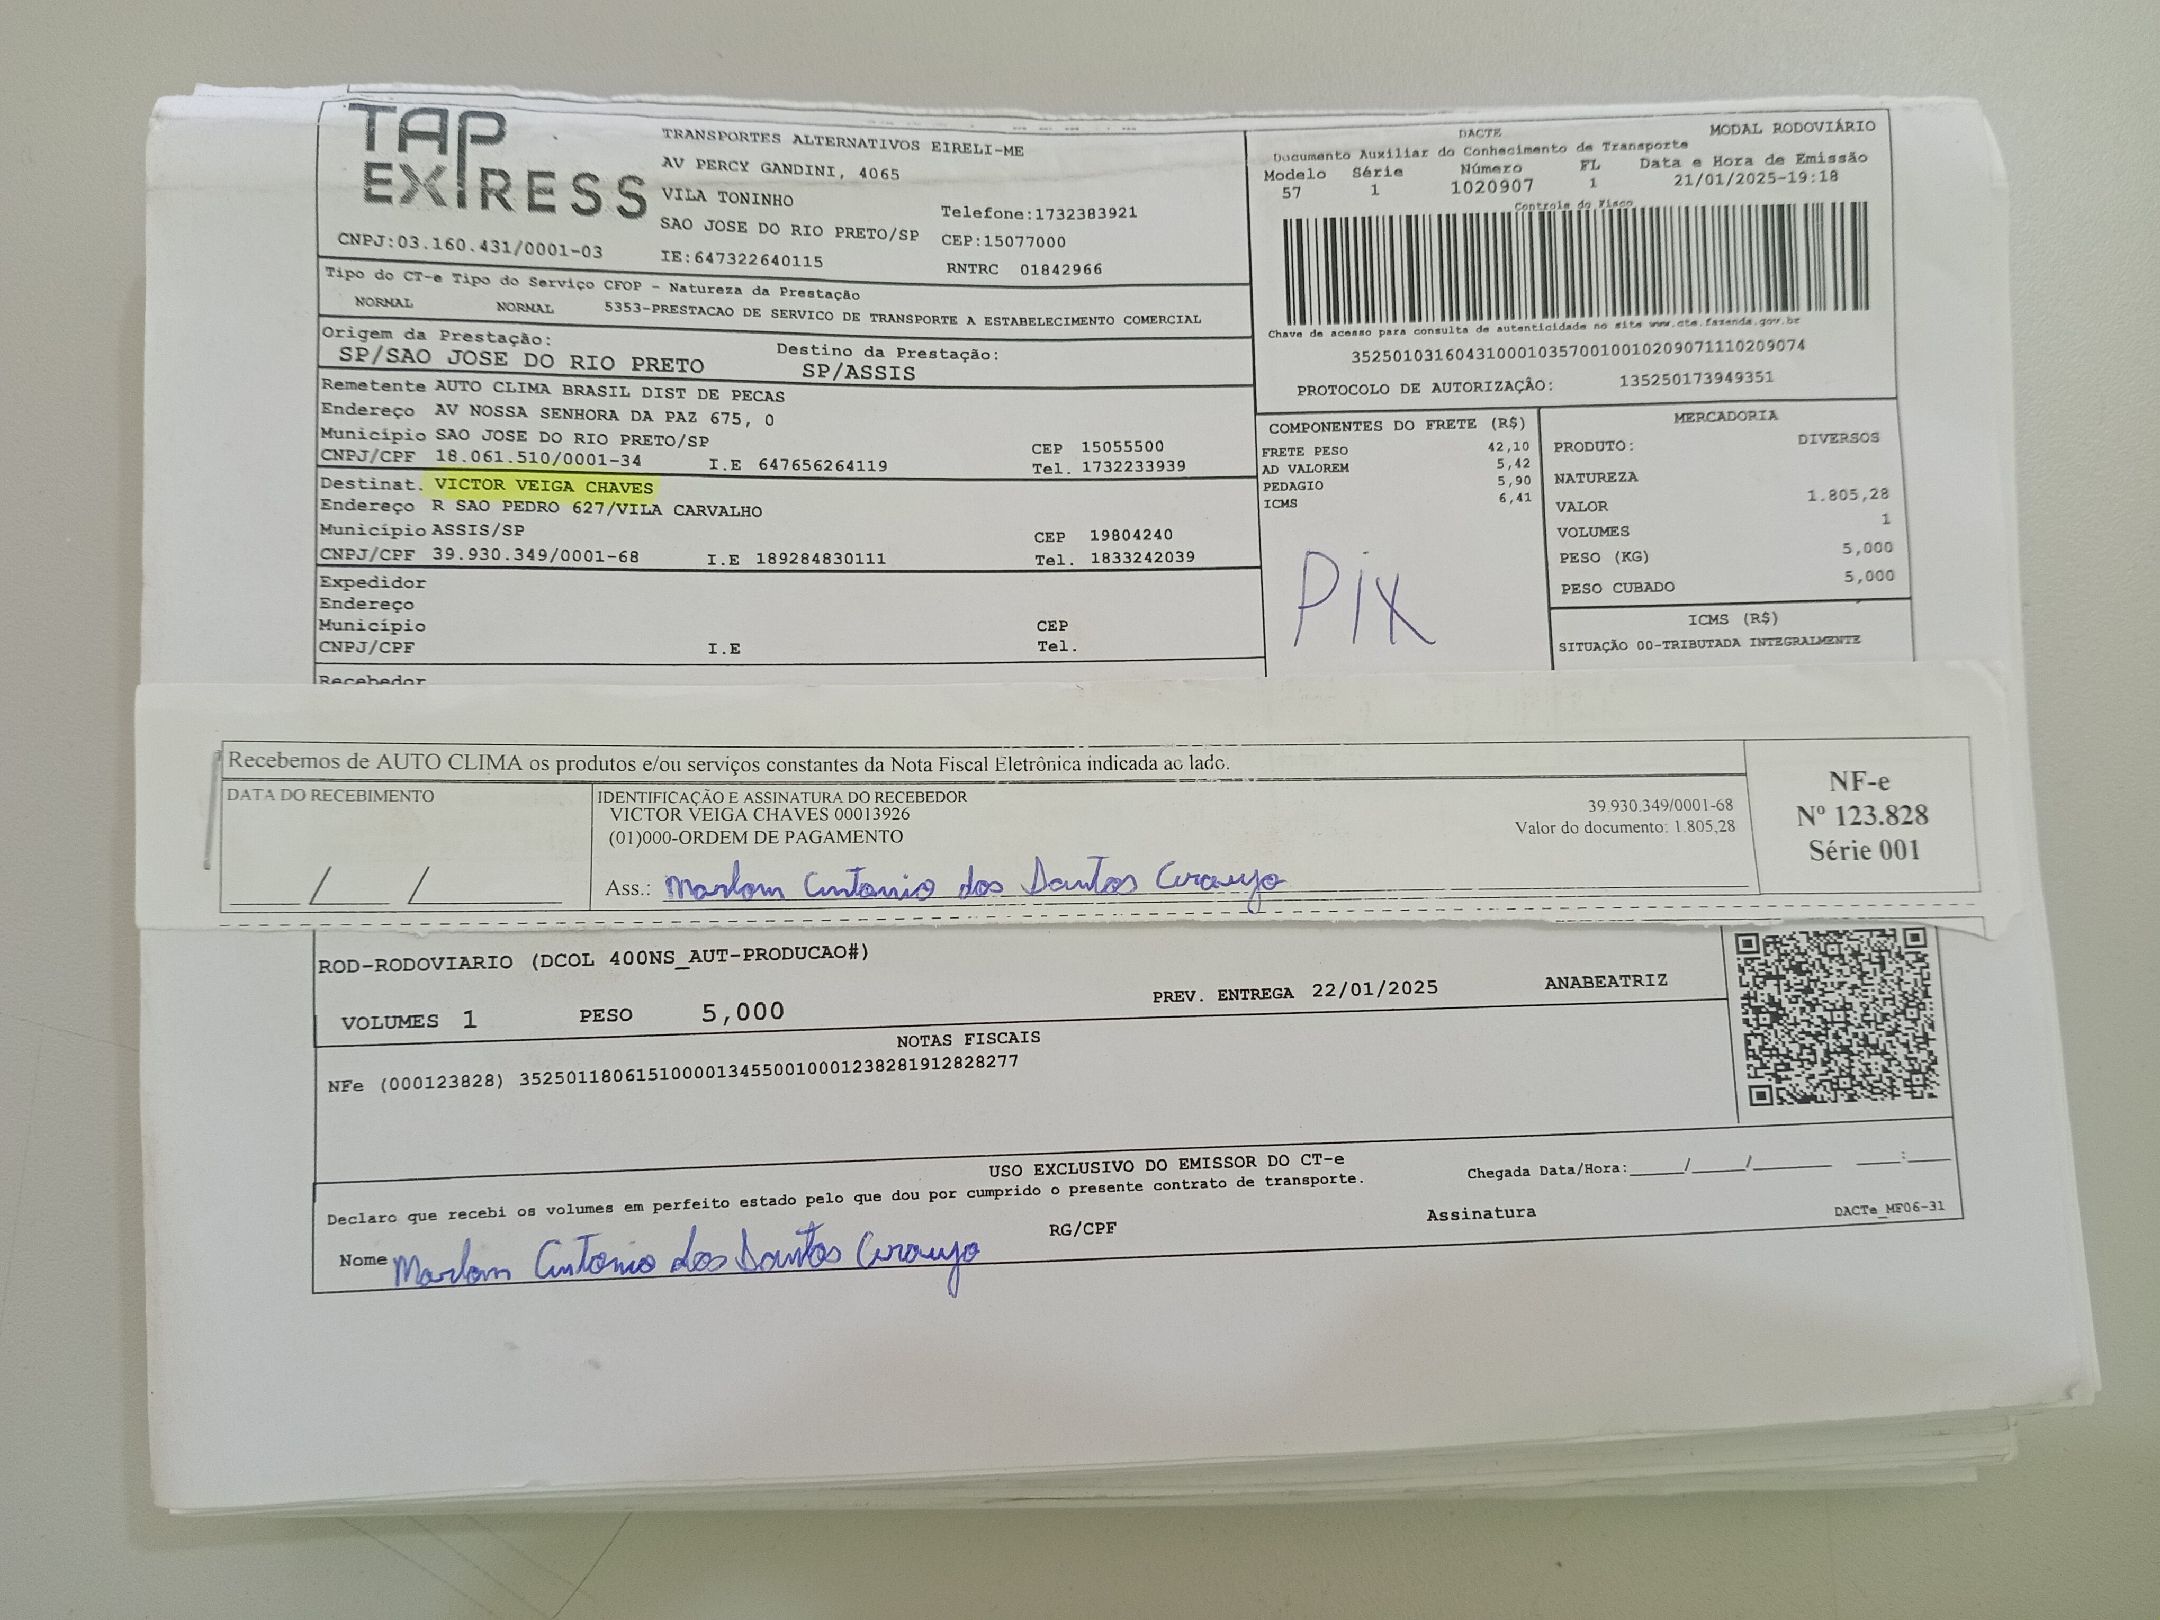 TAP EXPRESS
TRANSPORTES ALTERNATIVOS EIRELI-ME
AV PERCY GANDINI, 4065
VILA TONINHO
Telefone:1732383921
SAO JOSE DO RIO PRETO/SP CEP:15077000
CNPJ:03.160.431/0001-03
IE:647322640115
RNTRC 01842966
DACTE
MODAL RODOVIÁRIO
Documento Auxiliar do Conhecimento de Transporte
Modelo Série Número FL Data e Hora de Emissão
57 1 1020907 1 21/01/2025-19:18
Controle do Fisco
Chave de acesso para consulta de autenticidade no site www.cte.fazenda.gov.br
35250103160431000103570010010209071110209074
PROTOCOLO DE AUTORIZAÇÃO: 135250173949351
Tipo do CT-e Tipo do Serviço CFOP - Natureza da Prestação
NORMAL NORMAL 5353-PRESTACAO DE SERVICO DE TRANSPORTE A ESTABELECIMENTO COMERCIAL
Origem da Prestação:
SP/SAO JOSE DO RIO PRETO
Destino da Prestação:
SP/ASSIS
Remetente AUTO CLIMA BRASIL DIST DE PECAS
Endereço AV NOSSA SENHORA DA PAZ 675, 0
Município SAO JOSE DO RIO PRETO/SP CEP 15055500
CNPJ/CPF 18.061.510/0001-34 I.E 647656264119 Tel. 1732233939
Destinat. VICTOR VEIGA CHAVES
Endereço R SAO PEDRO 627/VILA CARVALHO
Município ASSIS/SP CEP 19804240
CNPJ/CPF 39.930.349/0001-68 I.E 189284830111 Tel. 1833242039
Expedidor
Endereço
Município CEP
CNPJ/CPF I.E Tel.
Recebedor
COMPONENTES DO FRETE (R$)
FRETE PESO 42,10
AD VALOREM 5,42
PEDAGIO 5,90
ICMS 6,41
Pix
MERCADORIA
PRODUTO: DIVERSOS
NATUREZA
VALOR 1.805,28
VOLUMES 1
PESO (KG) 5,000
PESO CUBADO 5,000
ICMS (R$)
SITUAÇÃO 00-TRIBUTADA INTEGRALMENTE
Recebemos de AUTO CLIMA os produtos e/ou serviços constantes da Nota Fiscal Eletrônica indicada ao lado.
DATA DO RECEBIMENTO
__/__/__
IDENTIFICAÇÃO E ASSINATURA DO RECEBEDOR
VICTOR VEIGA CHAVES 00013926 39.930.349/0001-68
(01)000-ORDEM DE PAGAMENTO Valor do documento: 1.805,28
Ass.: Marlom Antonio dos Santos Araujo
NF-e
Nº 123.828
Série 001
ROD-RODOVIARIO (DCOL 400NS_AUT-PRODUCAO#)
VOLUMES 1 PESO 5,000 PREV. ENTREGA 22/01/2025 ANABEATRIZ
NOTAS FISCAIS
NFe (000123828) 35250118061510000134550010001238281912828277
USO EXCLUSIVO DO EMISSOR DO CT-e
Declaro que recebi os volumes em perfeito estado pelo que dou por cumprido o presente contrato de transporte.
Chegada Data/Hora:____/____/______ ___:___
Nome Marlom Antonio dos Santos Araujo
RG/CPF
Assinatura
DACTe_MF06-31